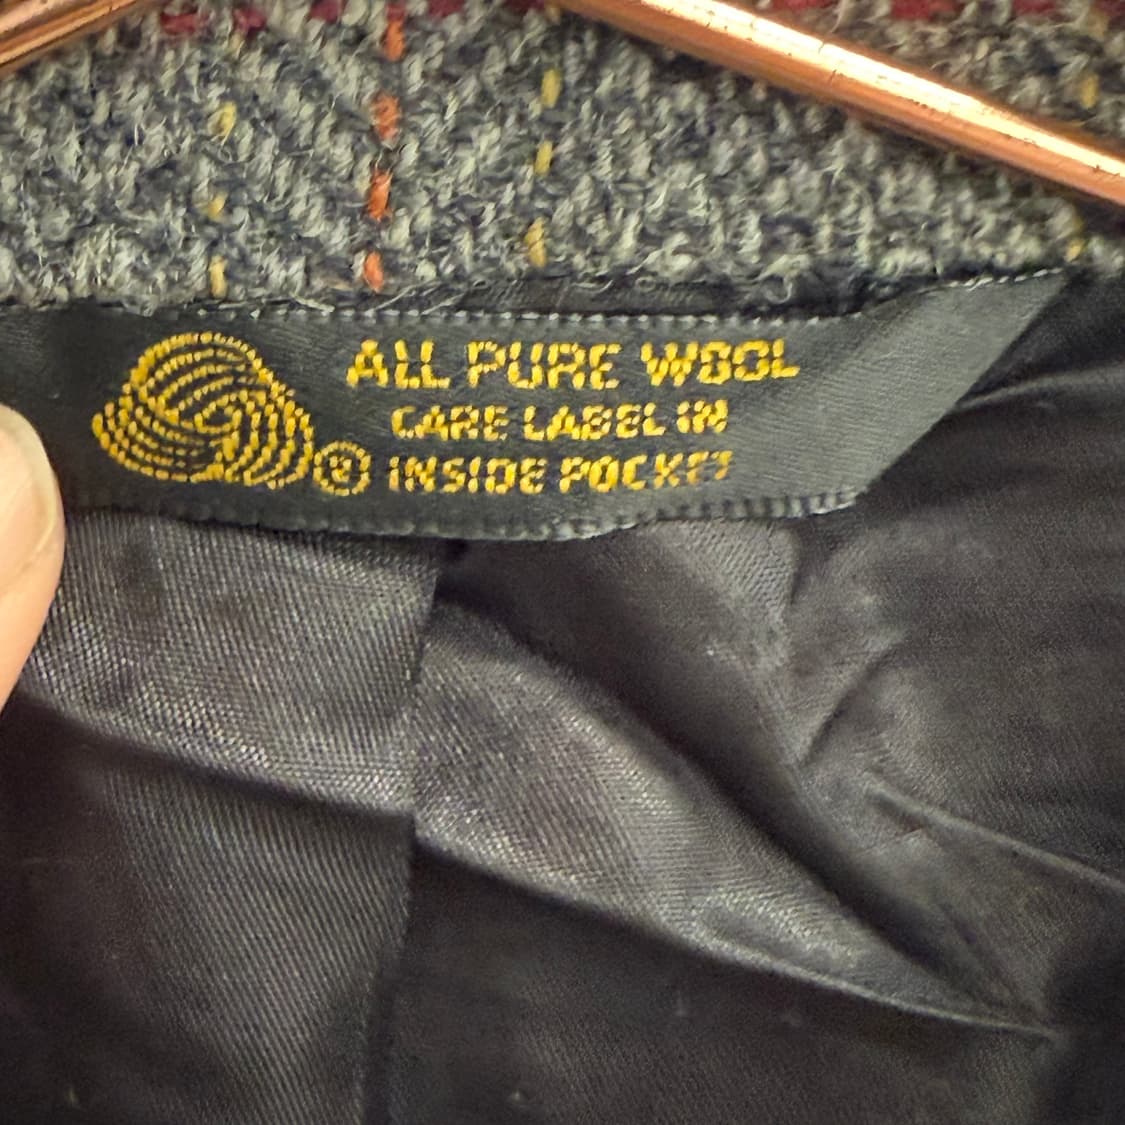 ALL PURE WOOL
CARE LABEL IN
® INSIDE POCKET